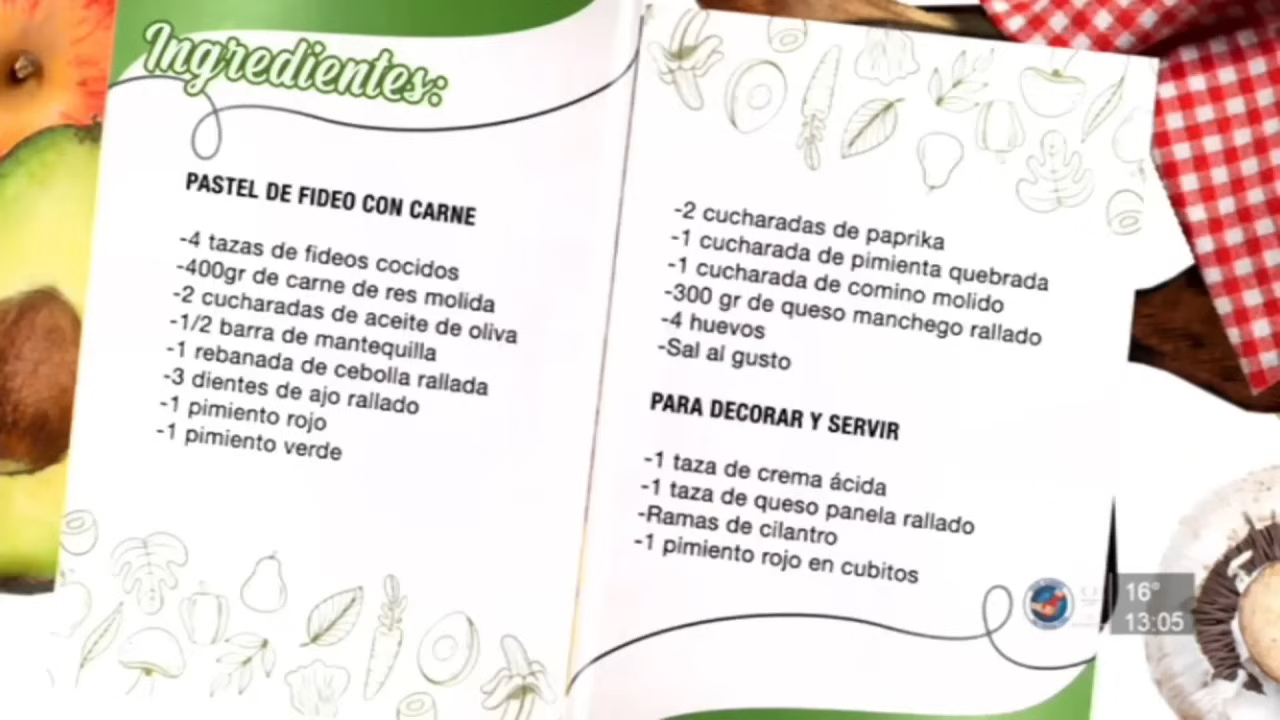 Ingredientes:
PASTEL DE FIDEO CON CARNE
-4 tazas de fideos cocidos
-400gr de carne de res molida
-2 cucharadas de aceite de oliva
-1/2 barra de mantequilla
-1 rebanada de cebolla rallada
-3 dientes de ajo rallado
-1 pimiento rojo
-1 pimiento verde
-2 cucharadas de paprika
-1 cucharada de pimienta quebrada
-1 cucharada de comino molido
-300 gr de queso manchego rallado
-4 huevos
-Sal al gusto
PARA DECORAR Y SERVIR
-1 taza de crema ácida
-1 taza de queso panela rallado
-Ramas de cilantro
-1 pimiento rojo en cubitos
16°
13:05